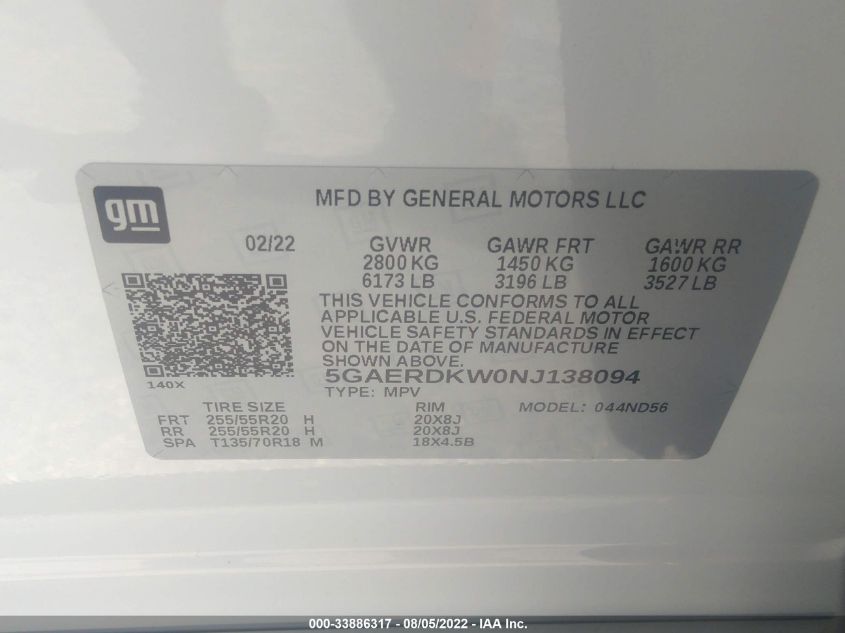 gm
MFD BY GENERAL MOTORS LLC
02/22 GVWR GAWR FRT GAWR RR
2800 KG 1450 KG 1600 KG
6173 LB 3196 LB 3527 LB
THIS VEHICLE CONFORMS TO ALL
APPLICABLE U.S. FEDERAL MOTOR
VEHICLE SAFETY STANDARDS IN EFFECT
ON THE DATE OF MANUFACTURE
SHOWN ABOVE.
140X
5GAERDKW0NJ138094
TYPE: MPV
TIRE SIZE RIM MODEL: 044ND56
FRT 255/55R20 H 20X8J
RR 255/55R20 H 20X8J
SPA T135/70R18 M 18X4.5B
000-33886317 - 08/05/2022 - IAA Inc.